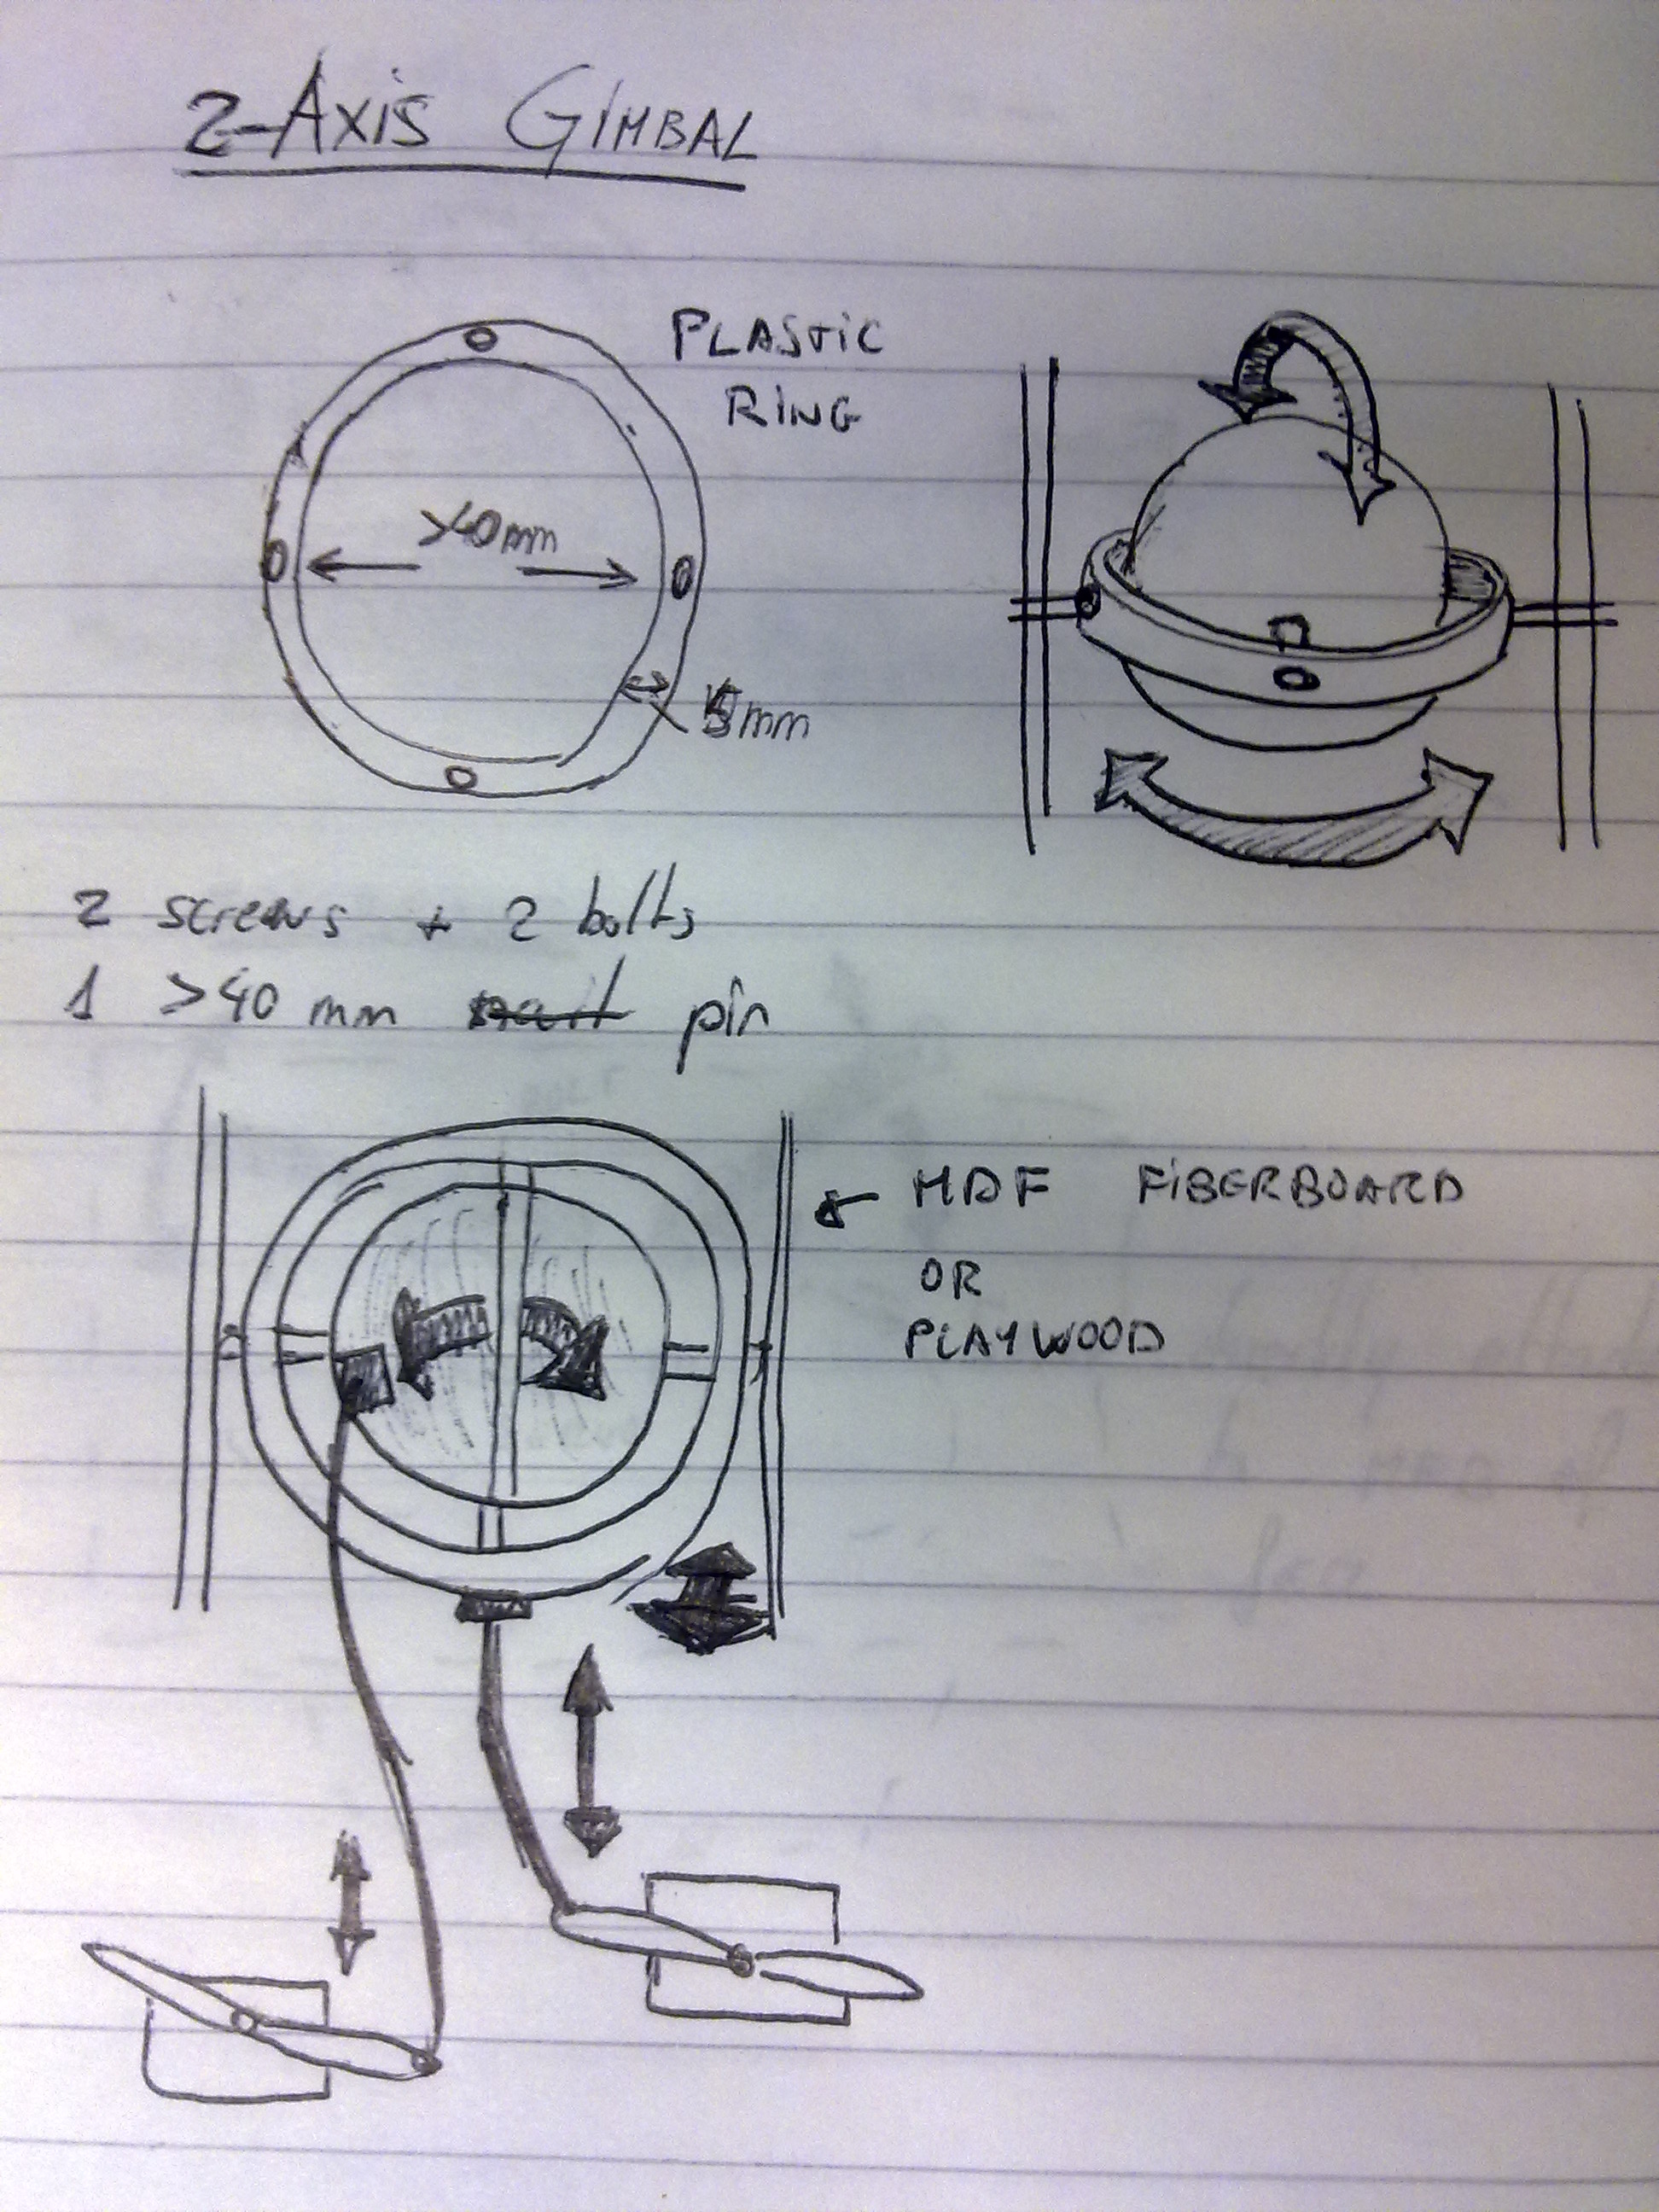 2-AXIS GIMBAL
PLASTIC
RING
>40mm
5mm
2 screws + 2 bolts
1 >40 mm nail pin
MDF FIBERBOARD
OR
PLAYWOOD